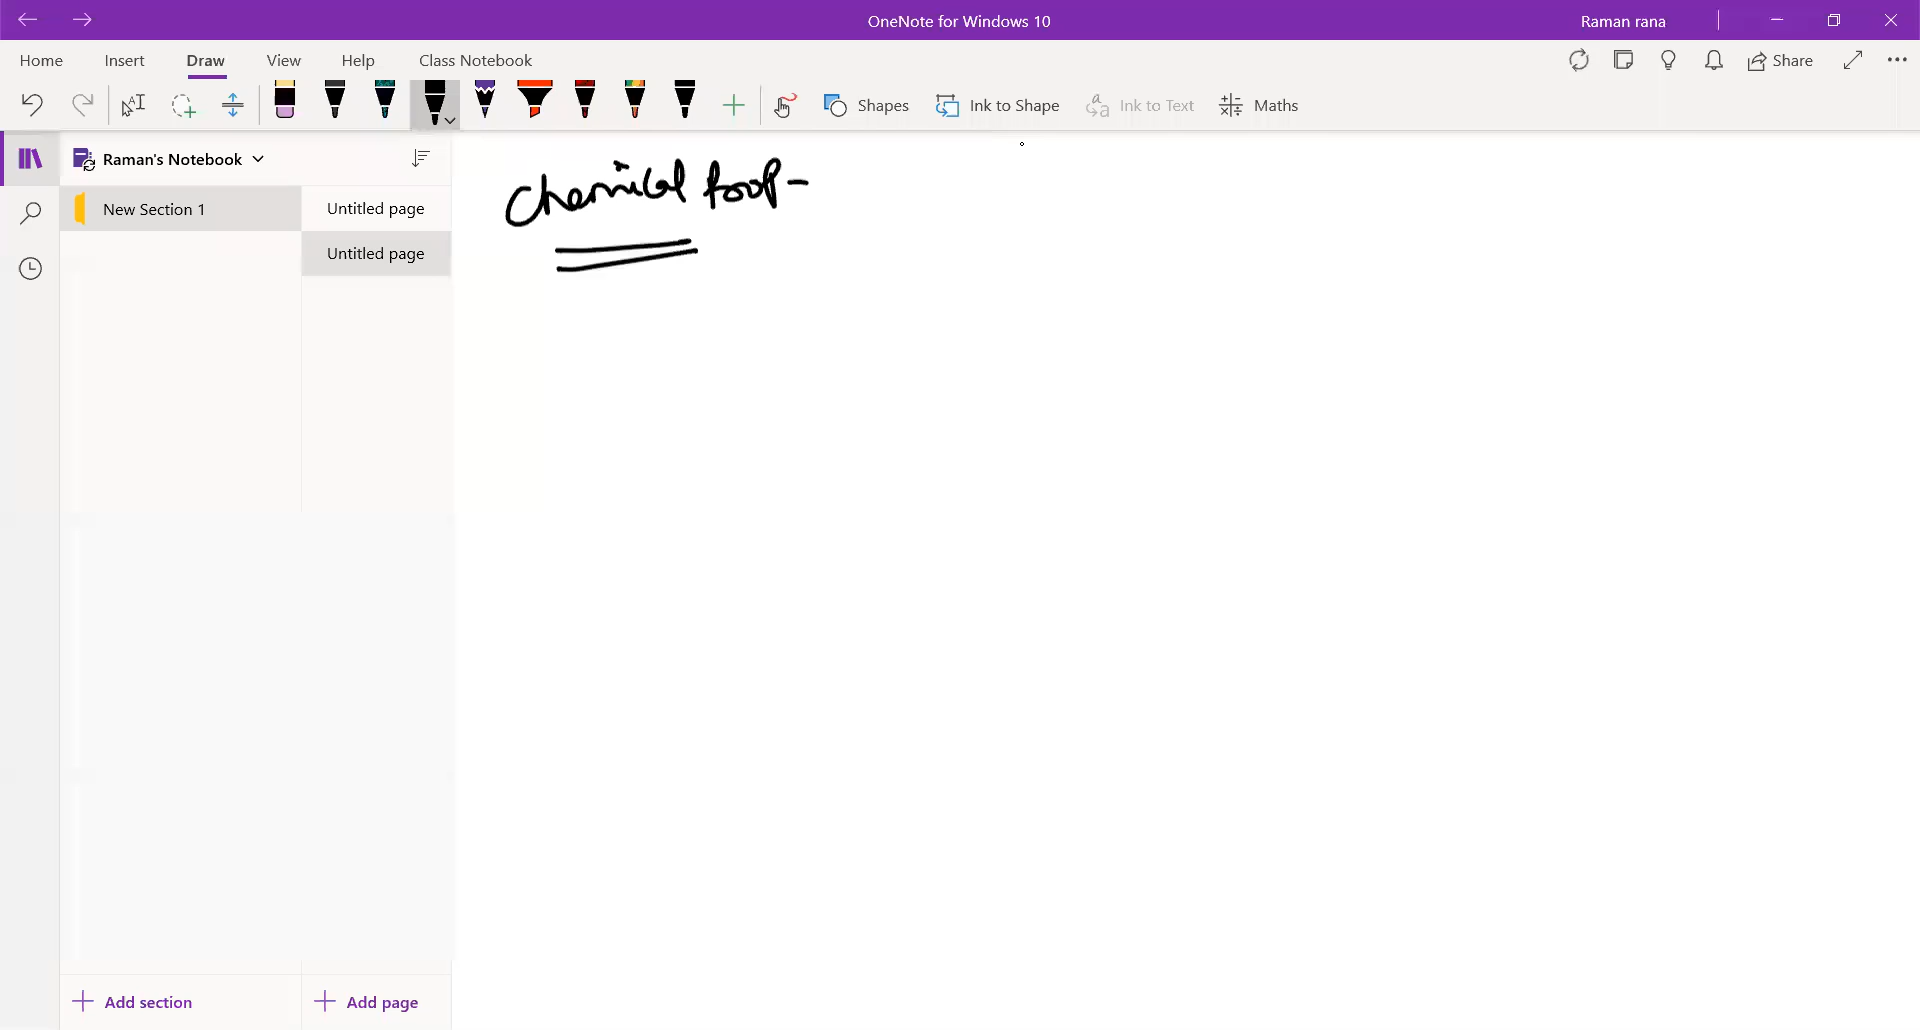 OneNote for Windows 10
Raman rana
Home Insert Draw View Help Class Notebook
Share
Shapes Ink to Shape Ink to Text Maths
Raman's Notebook
New Section 1
Untitled page
Untitled page
Chemical
Add section
Add page